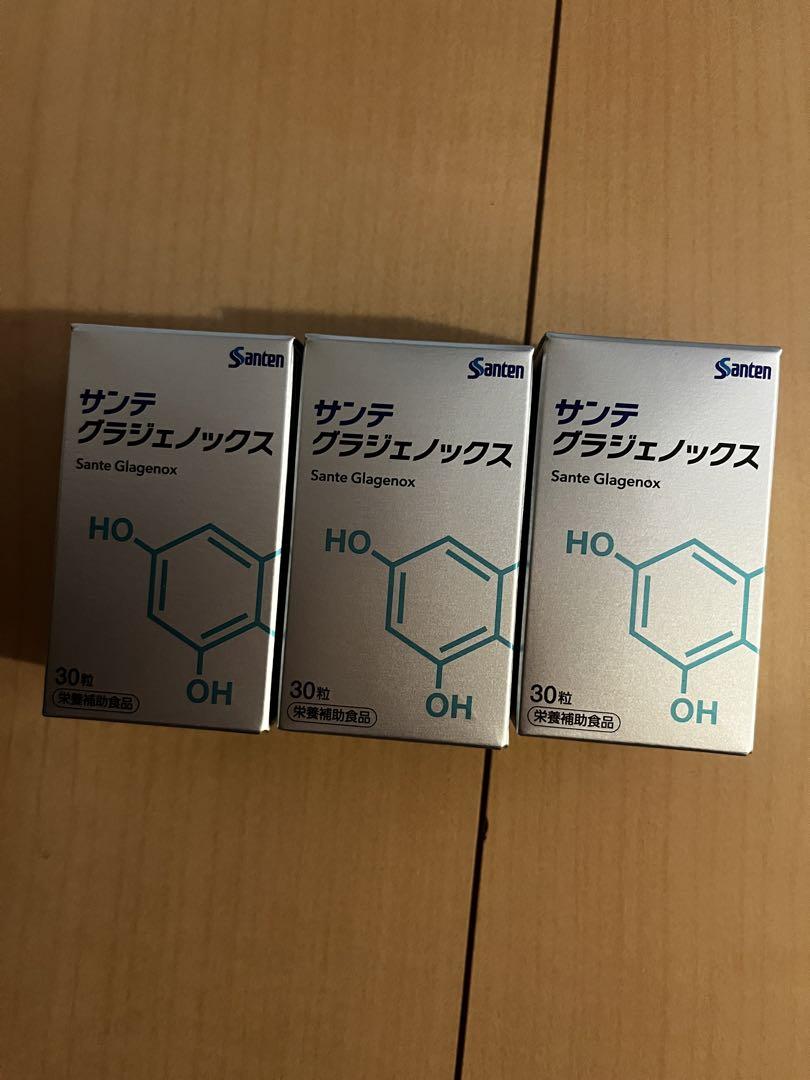 Santen
サンテ
グラジェノックス
Sante Glagenox
HO
OH
30粒
栄養補助食品
Santen
サンテ
グラジェノックス
Sante Glagenox
HO
OH
30粒
栄養補助食品
Santen
サンテ
グラジェノックス
Sante Glagenox
HO
OH
30粒
栄養補助食品